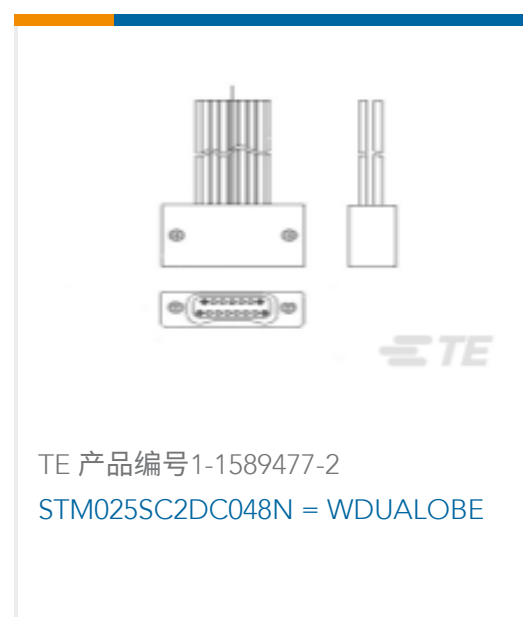 TE
TE 产品编号1-1589477-2
STM025SC2DC048N = WDUALOBE